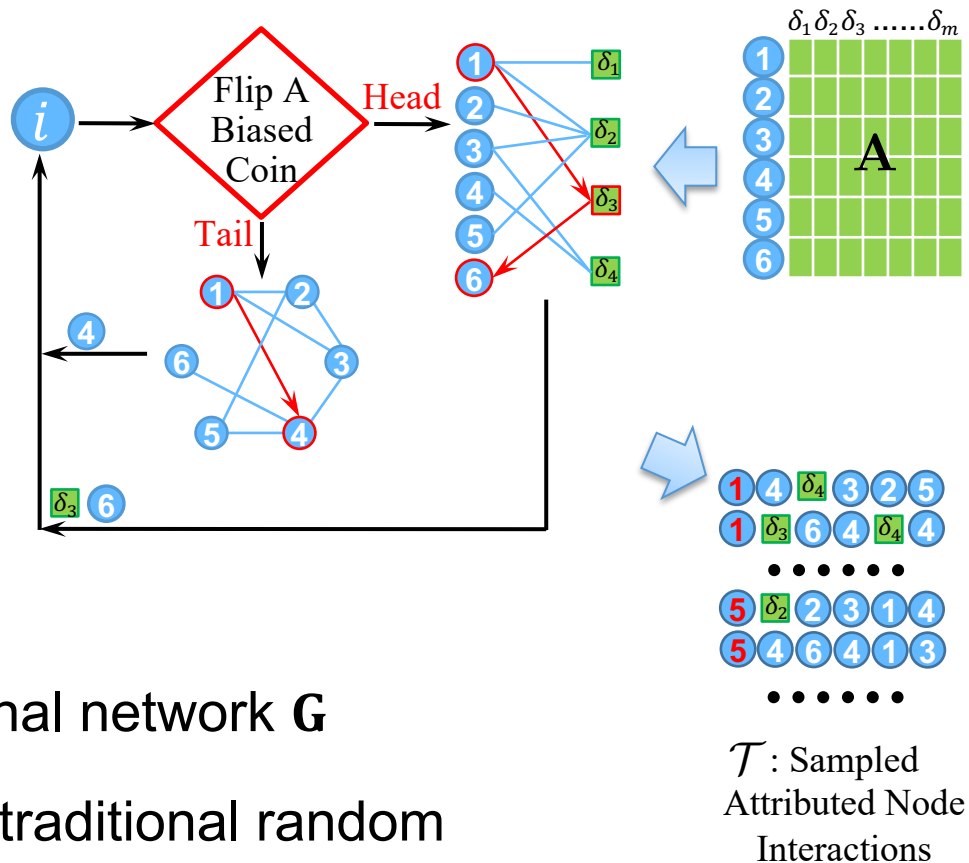 δ₁ δ₂ δ₃ ...... δₘ
i
Flip A
Biased
Coin
Head
Tail
1
2
3
4
5
6
δ₁
δ₂
δ₃
δ₄
1
2
3
4
5
6
A
1
2
3
4
5
6
4
δ₃ 6
1 4 δ₄ 3 2 5
1 δ₃ 6 4 δ₄ 4
● ● ● ● ● ●
5 δ₂ 2 3 1 4
5 4 6 4 1 3
● ● ● ● ● ●
𝒯 : Sampled
Attributed Node
Interactions
nal network G
traditional random